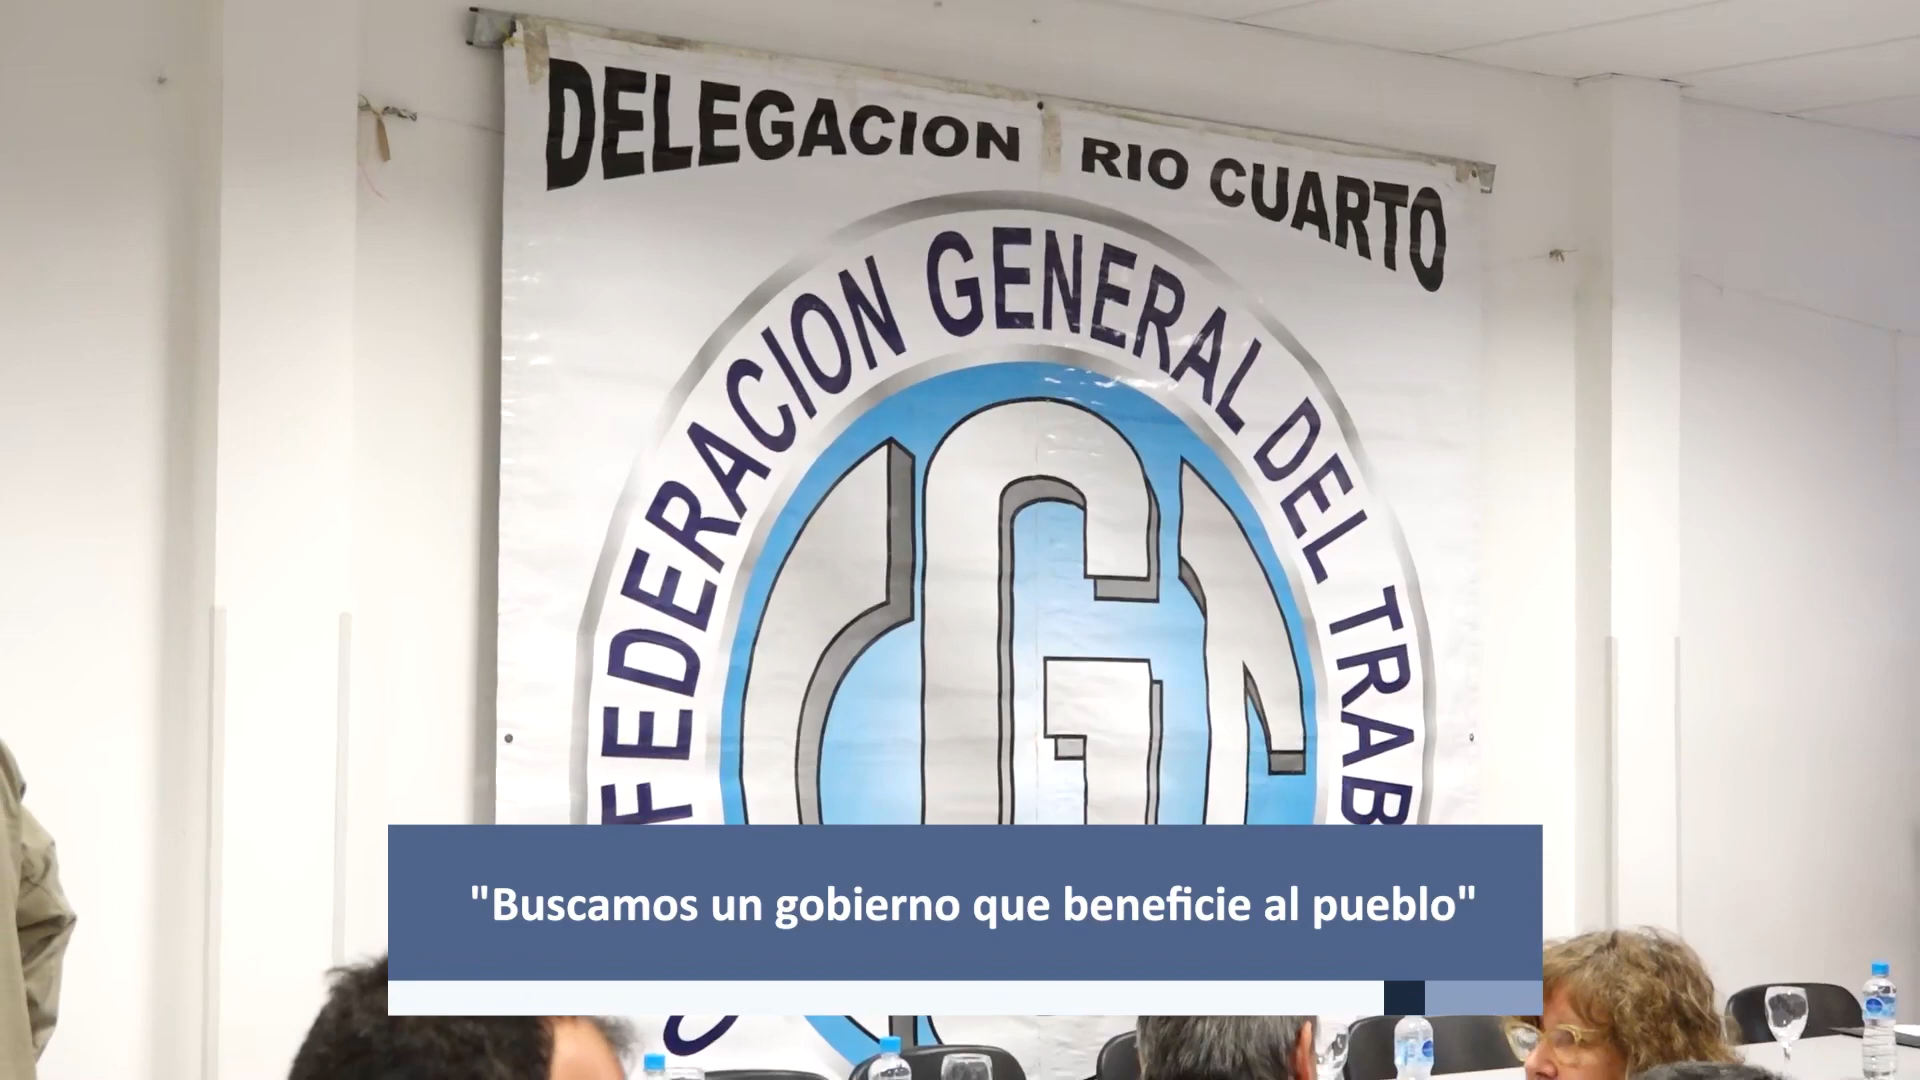 DELEGACION RIO CUARTO
FEDERACION GENERAL DEL TRAB
CGT
"Buscamos un gobierno que beneficie al pueblo"